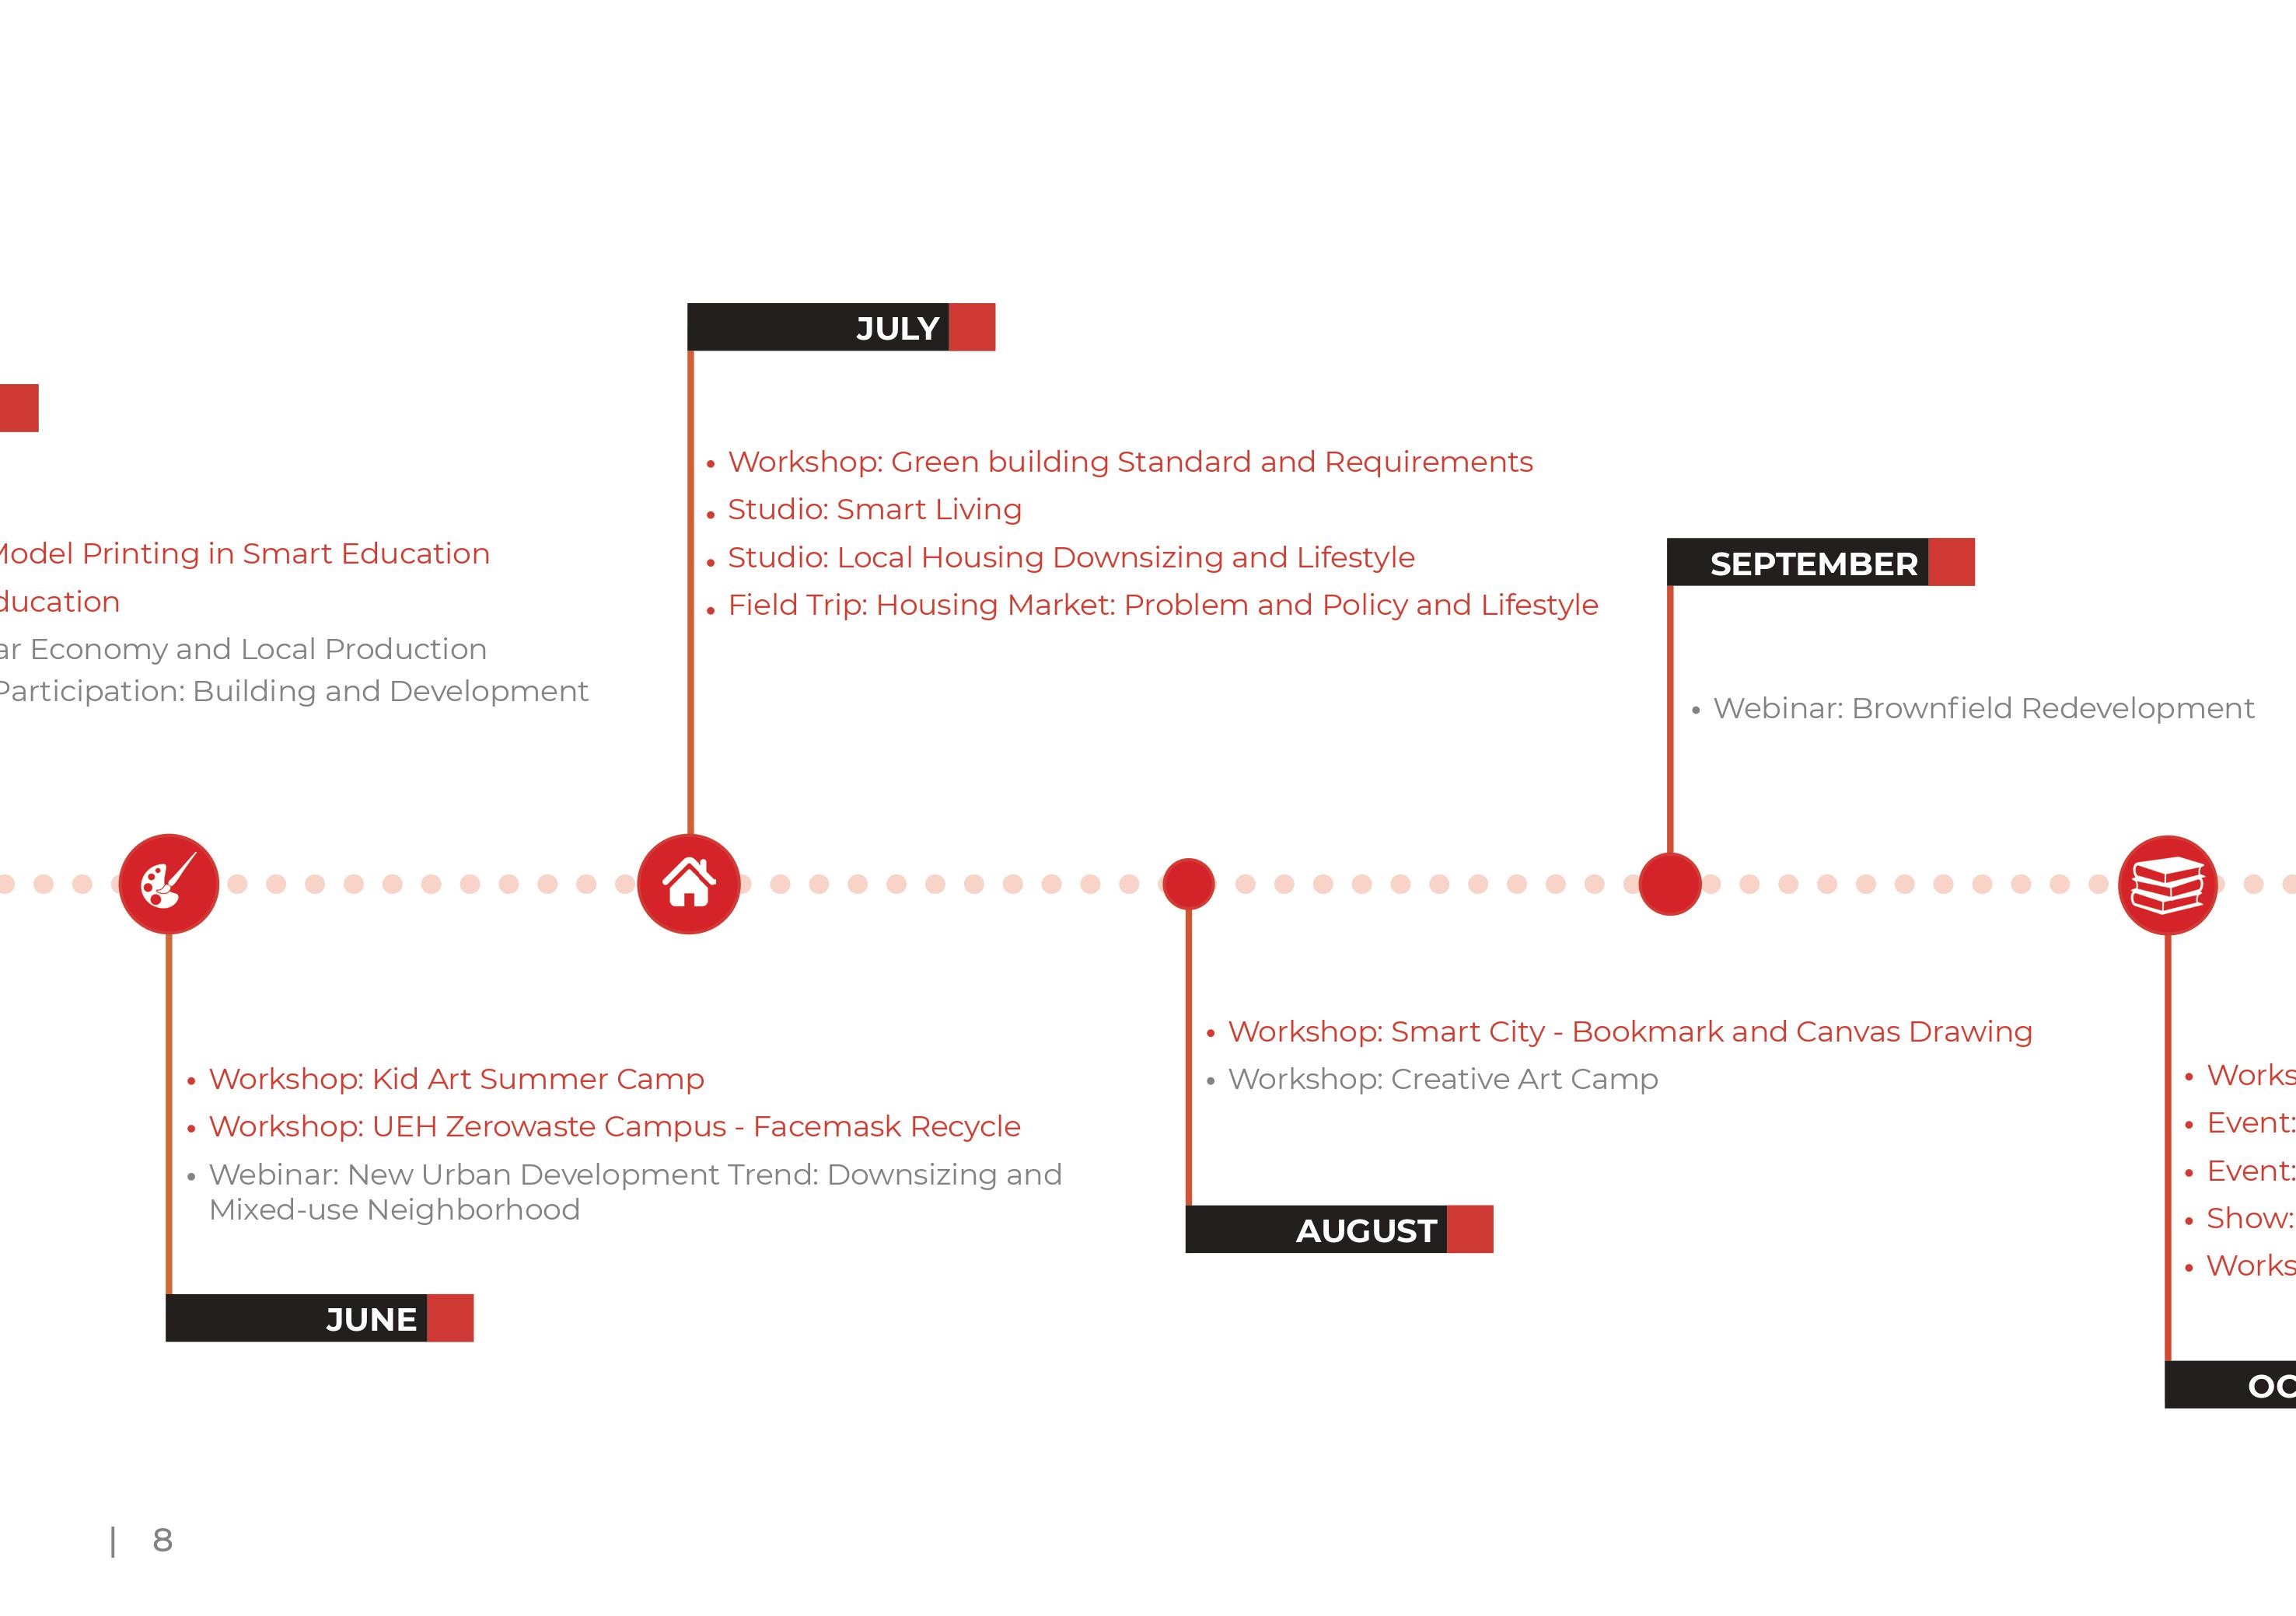 JULY
• Workshop: Green building Standard and Requirements
• Studio: Smart Living
• Studio: Local Housing Downsizing and Lifestyle
• Field Trip: Housing Market: Problem and Policy and Lifestyle
Model Printing in Smart Education
ducation
ar Economy and Local Production
Participation: Building and Development
SEPTEMBER
• Webinar: Brownfield Redevelopment
• Workshop: Kid Art Summer Camp
• Workshop: UEH Zerowaste Campus - Facemask Recycle
• Webinar: New Urban Development Trend: Downsizing and
Mixed-use Neighborhood
JUNE
• Workshop: Smart City - Bookmark and Canvas Drawing
• Workshop: Creative Art Camp
AUGUST
• Works
• Event:
• Event:
• Show:
• Works
OC
| 8